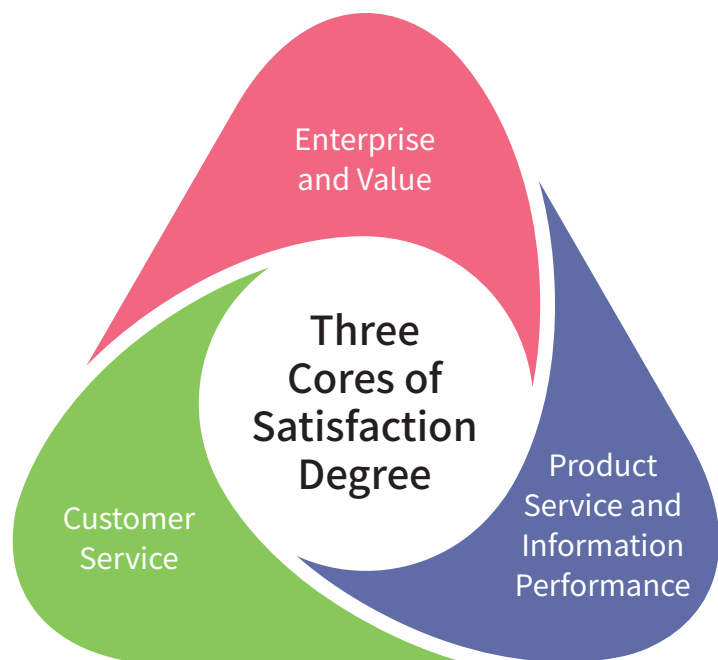 Enterprise
and Value
Three
Cores of
Satisfaction
Degree
Product
Service and
Information
Performance
Customer
Service